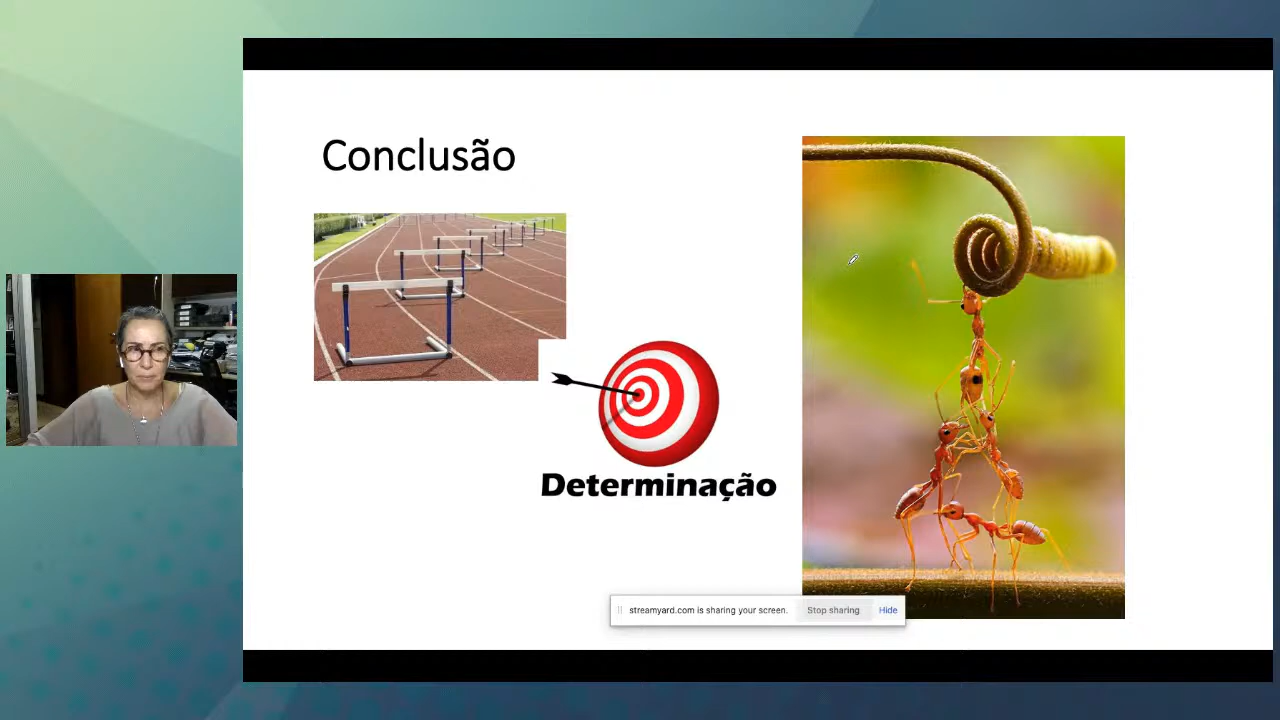 Conclusão
Determinação
streamyard.com is sharing your screen.
Stop sharing
Hide